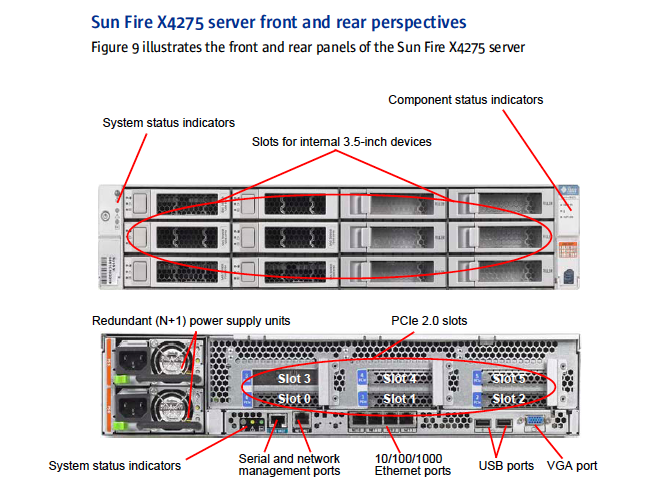 Sun Fire X4275 server front and rear perspectives
Figure 9 illustrates the front and rear panels of the Sun Fire X4275 server
Component status indicators
System status indicators
Slots for internal 3.5-inch devices
Redundant (N+1) power supply units
PCIe 2.0 slots
Slot 3
Slot 4
Slot 5
Slot 0
Slot 1
Slot 2
System status indicators
Serial and network
management ports
10/100/1000
Ethernet ports
USB ports
VGA port